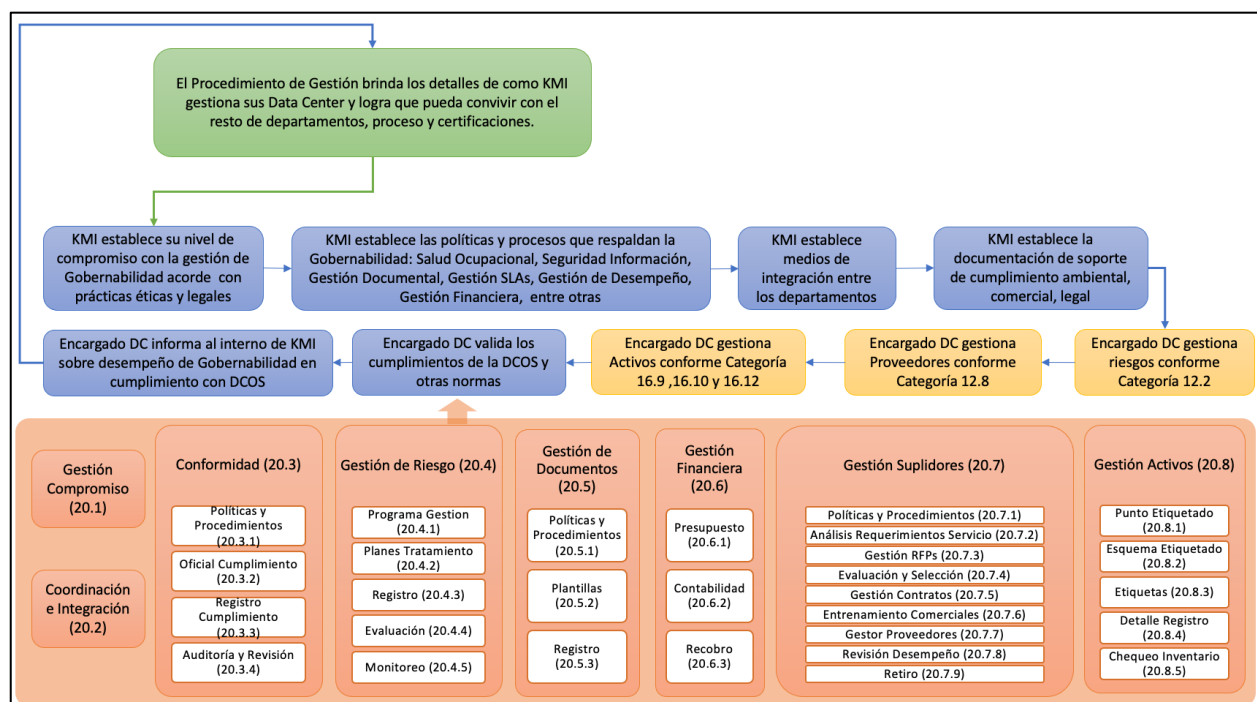 El Procedimiento de Gestión brinda los detalles de como KMI
gestiona sus Data Center y logra que pueda convivir con el
resto de departamentos, proceso y certificaciones.
KMI establece su nivel de
compromiso con la gestión de
Gobernabilidad acorde con
prácticas éticas y legales
KMI establece las políticas y procesos que respaldan la
Gobernabilidad: Salud Ocupacional, Seguridad Información,
Gestión Documental, Gestión SLAs, Gestión de Desempeño,
Gestión Financiera, entre otras
KMI establece
medios de
integración entre
los departamentos
KMI establece la
documentación de soporte
de cumplimiento ambiental,
comercial, legal
Encargado DC informa al interno de KMI
sobre desempeño de Gobernabilidad en
cumplimiento con DCOS
Encargado DC valida los
cumplimientos de la DCOS y
otras normas
Encargado DC gestiona
Activos conforme Categoría
16.9 ,16.10 y 16.12
Encargado DC gestiona
Proveedores conforme
Categoría 12.8
Encargado DC gestiona
riesgos conforme
Categoría 12.2
Gestión
Compromiso
(20.1)
Coordinación
e Integración
(20.2)
Conformidad (20.3)
Políticas y
Procedimientos
(20.3.1)
Oficial Cumplimiento
(20.3.2)
Registro
Cumplimiento
(20.3.3)
Auditoría y Revisión
(20.3.4)
Gestión de Riesgo (20.4)
Programa Gestion
(20.4.1)
Planes Tratamiento
(20.4.2)
Registro (20.4.3)
Evaluación (20.4.4)
Monitoreo (20.4.5)
Gestión de
Documentos
(20.5)
Políticas y
Procedimientos
(20.5.1)
Plantillas
(20.5.2)
Registro
(20.5.3)
Gestión
Financiera
(20.6)
Presupuesto
(20.6.1)
Contabilidad
(20.6.2)
Recobro
(20.6.3)
Gestión Suplidores (20.7)
Políticas y Procedimientos (20.7.1)
Análisis Requerimientos Servicio (20.7.2)
Gestión RFPs (20.7.3)
Evaluación y Selección (20.7.4)
Gestión Contratos (20.7.5)
Entrenamiento Comerciales (20.7.6)
Gestor Proveedores (20.7.7)
Revisión Desempeño (20.7.8)
Retiro (20.7.9)
Gestión Activos (20.8)
Punto Etiquetado
(20.8.1)
Esquema Etiquetado
(20.8.2)
Etiquetas (20.8.3)
Detalle Registro
(20.8.4)
Chequeo Inventario
(20.8.5)